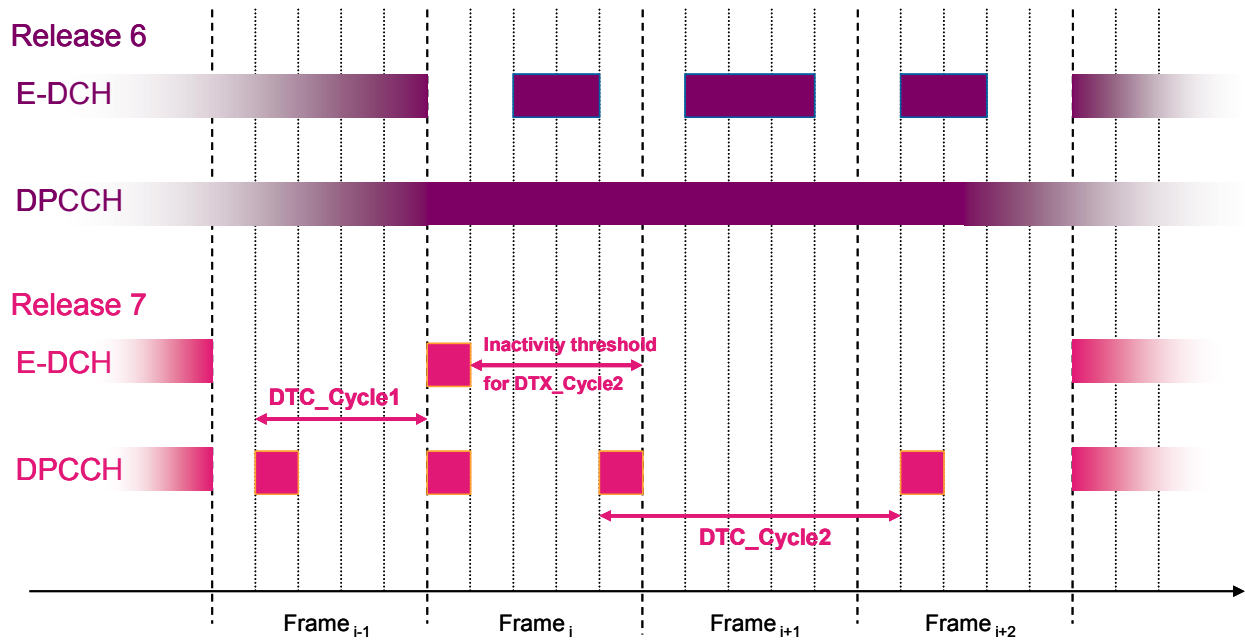 Release 6
E-DCH
DPCCH
Release 7
E-DCH
Inactivity threshold
for DTX_Cycle2
DTC_Cycle1
DPCCH
DTC_Cycle2
Frame i-1
Frame i
Frame i+1
Frame i+2